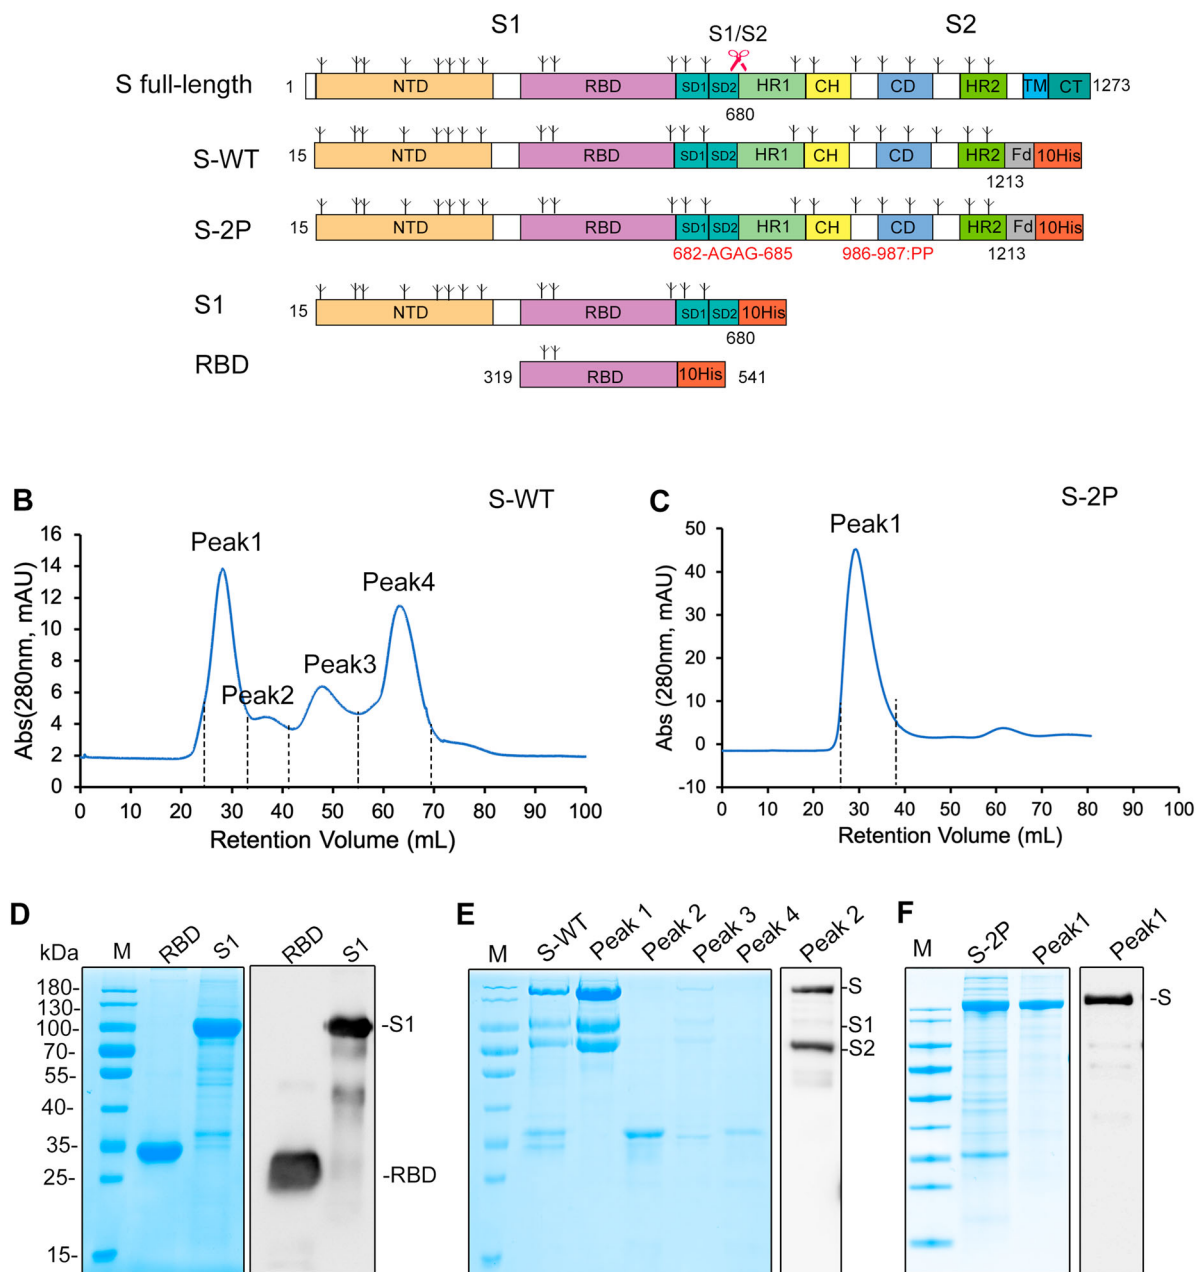 S1 S1/S2 S2
S full-length 1 NTD RBD SD1 SD2 HR1 CH CD HR2 TM CT 1273
680
S-WT 15 NTD RBD SD1 SD2 HR1 CH CD HR2 Fd 10His
1213
S-2P 15 NTD RBD SD1 SD2 HR1 CH CD HR2 Fd 10His
682-AGAG-685 986-987:PP 1213
S1 15 NTD RBD SD1 SD2 10His
680
RBD 319 RBD 10His 541
B S-WT
Abs(280nm, mAU)
16
14
12
10
8
6
4
2
0
Peak1
Peak2
Peak3
Peak4
0 10 20 30 40 50 60 70 80 90 100
Retention Volume (mL)
C S-2P
Abs (280nm, mAU)
50
40
30
20
10
0
-10
Peak1
0 10 20 30 40 50 60 70 80 90 100
Retention Volume (mL)
D
kDa M RBD S1 RBD S1
180-
130-
100-
70-
55-
40-
35-
25-
15-
-S1
-RBD
E
M S-WT Peak 1 Peak 2 Peak 3 Peak 4 Peak 2
-S
-S1
-S2
F
M S-2P Peak1 Peak1
-S